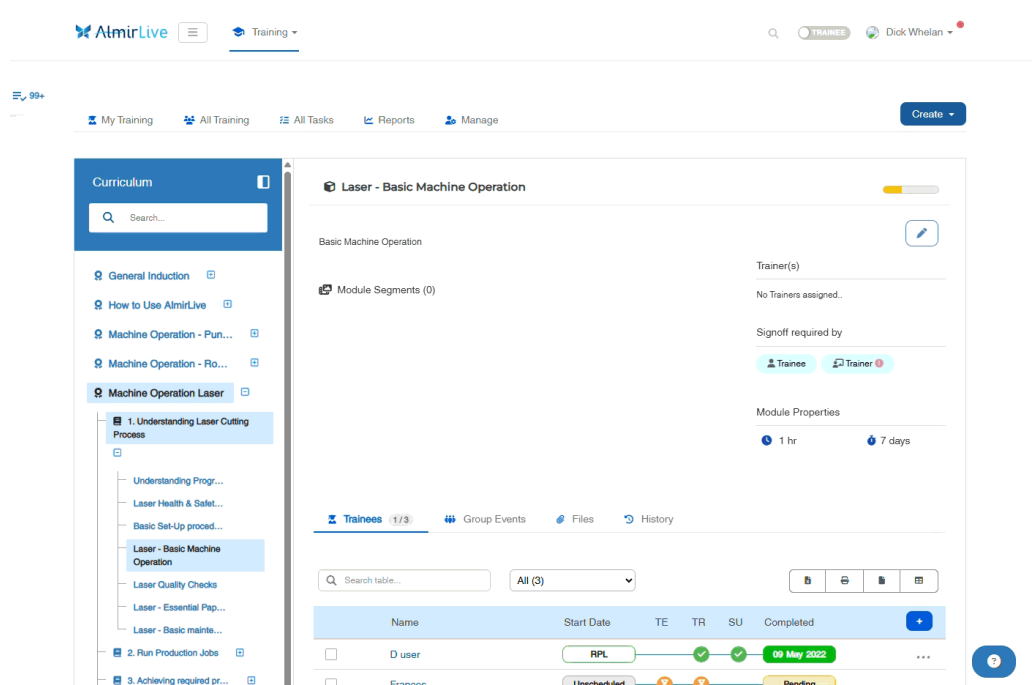 AlmirLive
Training
TRAINEE
Dick Whelan
99+
My Training
All Training
All Tasks
Reports
Manage
Create
Curriculum
Search...
General Induction
How to Use AlmirLive
Machine Operation - Pun...
Machine Operation - Ro...
Machine Operation Laser
1. Understanding Laser Cutting
Process
Understanding Progr...
Laser Health & Safet...
Basic Set-Up proced...
Laser - Basic Machine
Operation
Laser Quality Checks
Laser - Essential Pap...
Laser - Basic mainte...
2. Run Production Jobs
3. Achieving required pr...
Laser - Basic Machine Operation
Basic Machine Operation
Module Segments (0)
Trainer(s)
No Trainers assigned..
Signoff required by
Trainee
Trainer
Module Properties
1 hr
7 days
Trainees 1/3
Group Events
Files
History
Search table...
All (3)
Name Start Date TE TR SU Completed
D user RPL 09 May 2022
Frances Unscheduled Pending